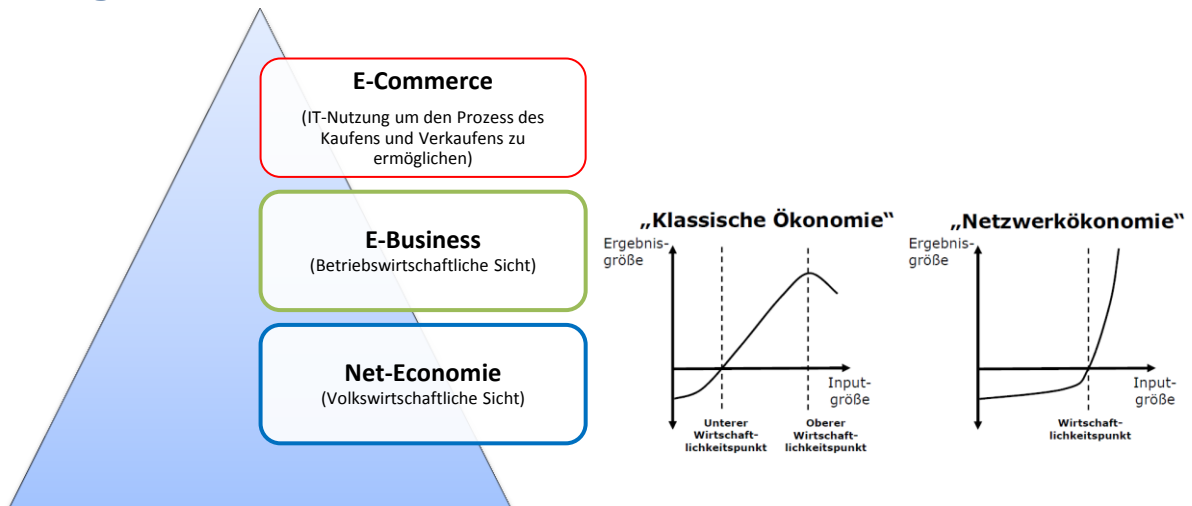 E-Commerce
(IT-Nutzung um den Prozess des
Kaufens und Verkaufens zu
ermöglichen)
E-Business
(Betriebswirtschaftliche Sicht)
Net-Economie
(Volkswirtschaftliche Sicht)
„Klassische Ökonomie“
Ergebnis-
größe
Input-
größe
Unterer
Wirtschaft-
lichkeitspunkt
Oberer
Wirtschaft-
lichkeitspunkt
„Netzwerkökonomie“
Ergebnis-
größe
Input-
größe
Wirtschaft-
lichkeitspunkt